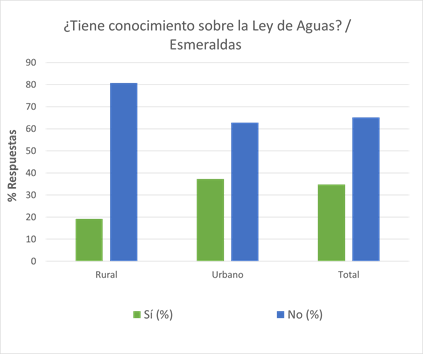 ¿Tiene conocimiento sobre la Ley de Aguas? /
Esmeraldas
% Respuestas
90
80
70
60
50
40
30
20
10
0
Rural Urbano Total
Sí (%) No (%)